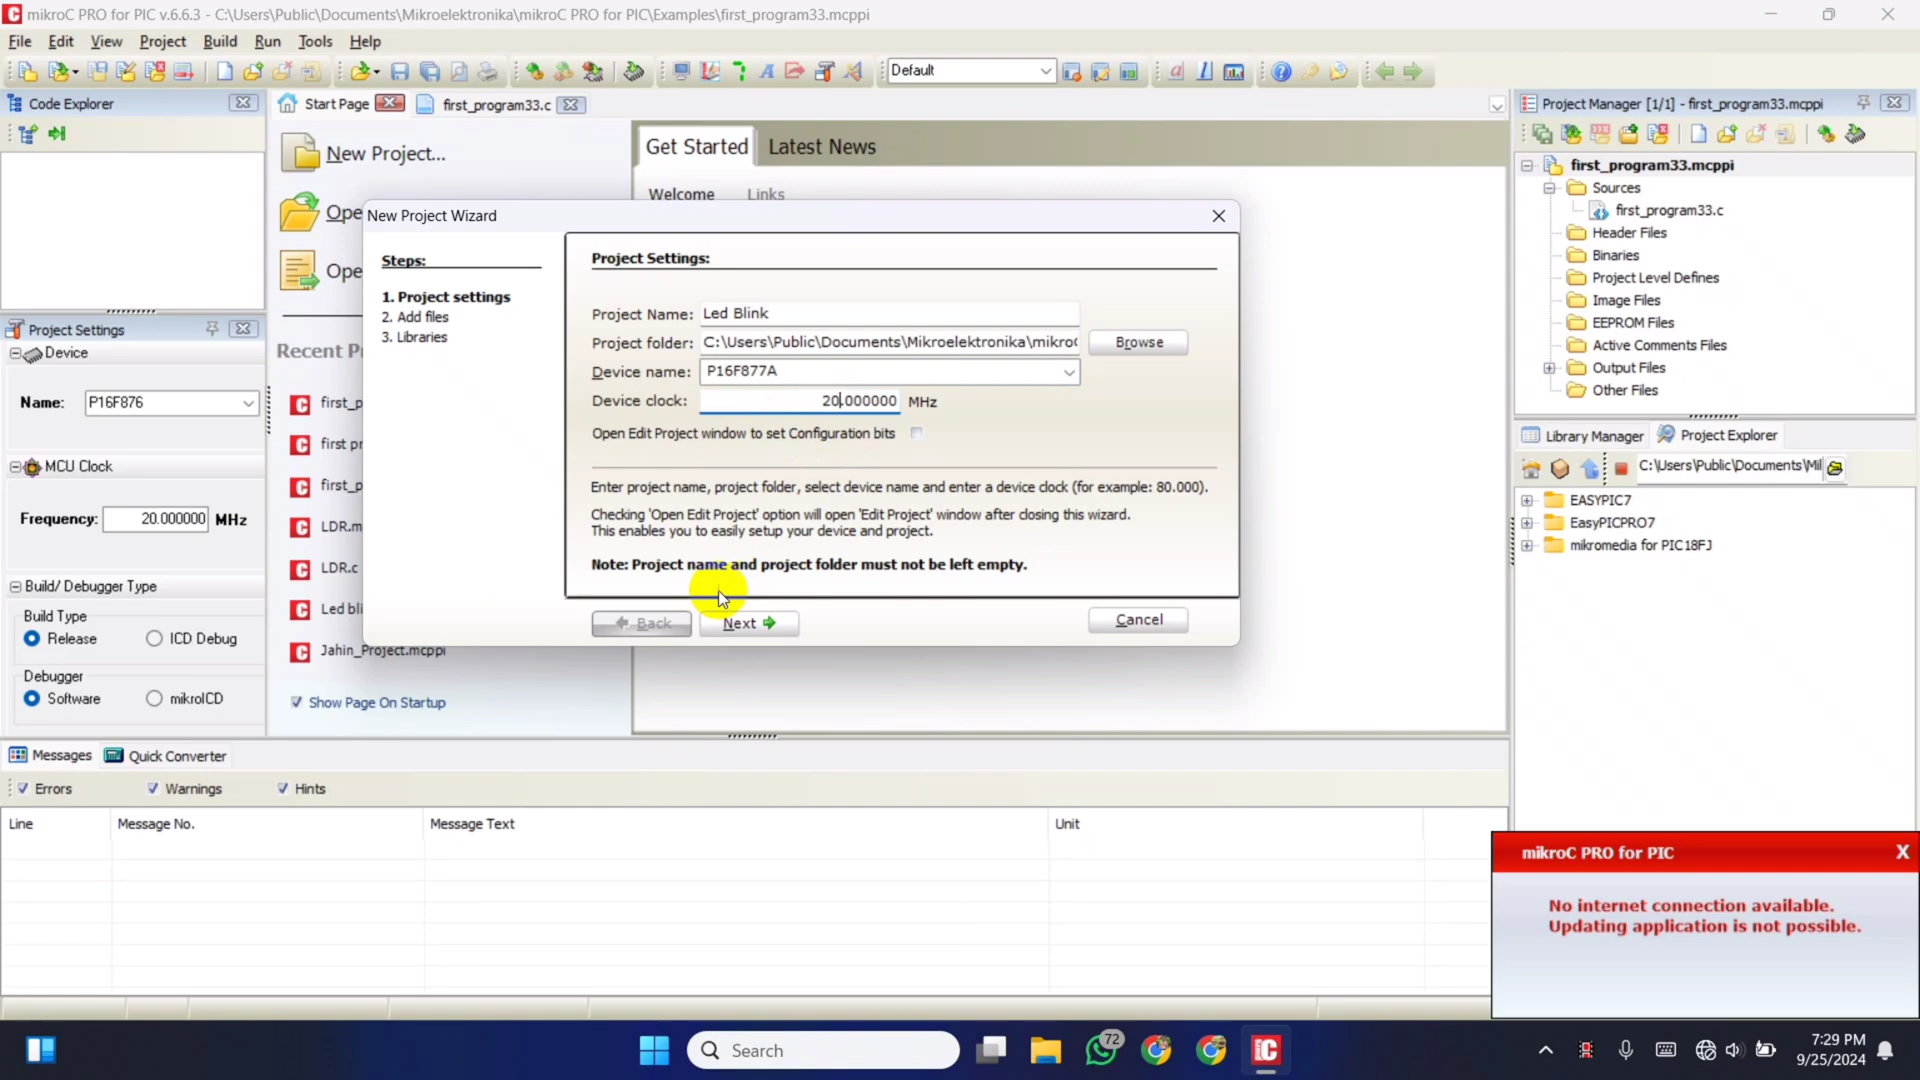 mikroC PRO for PIC v.6.6.3 - C:\Users\Public\Documents\Mikroelektronika\mikroC PRO for PIC\Examples\first_program33.mcppi
File Edit View Project Build Run Tools Help
Default
Code Explorer
Start Page
first_program33.c
Project Manager [1/1] - first_program33.mcppi
New Project...
Get Started
Latest News
Welcome
Links
Ope
Ope
Recent P
first_p
first pr
first_p
LDR.m
LDR.c
Led bli
Jahin_Project.mcppi
Show Page On Startup
New Project Wizard
Steps:
1. Project settings
2. Add files
3. Libraries
Project Settings:
Project Name: Led Blink
Project folder: C:\Users\Public\Documents\Mikroelektronika\mikro
Browse
Device name: P16F877A
Device clock: 20.000000 MHz
Open Edit Project window to set Configuration bits
Enter project name, project folder, select device name and enter a device clock (for example: 80.000).
Checking 'Open Edit Project' option will open 'Edit Project' window after closing this wizard.
This enables you to easily setup your device and project.
Note: Project name and project folder must not be left empty.
Back
Next
Cancel
Project Settings
Device
Name: P16F876
MCU Clock
Frequency: 20.000000 MHz
Build/ Debugger Type
Build Type
Release ICD Debug
Debugger
Software mikroICD
first_program33.mcppi
Sources
first_program33.c
Header Files
Binaries
Project Level Defines
Image Files
EEPROM Files
Active Comments Files
Output Files
Other Files
Library Manager Project Explorer
C:\Users\Public\Documents\Mil
EASYPIC7
EasyPICPRO7
mikromedia for PIC18FJ
Messages Quick Converter
Errors Warnings Hints
Line Message No. Message Text Unit
mikroC PRO for PIC X
No internet connection available.
Updating application is not possible.
Search
72
7:29 PM
9/25/2024